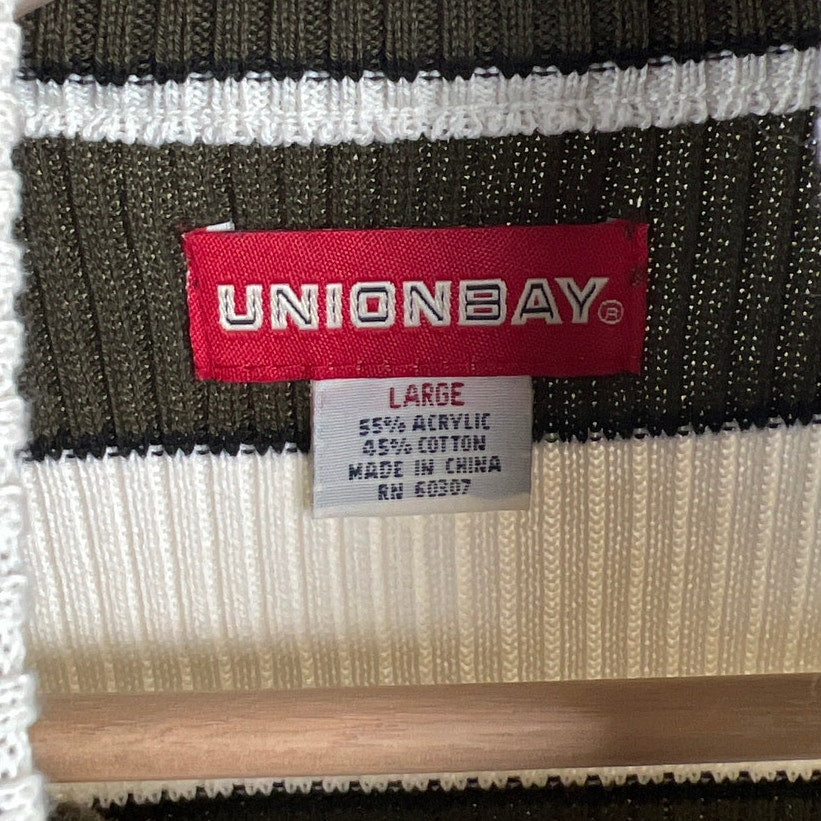 UNIONBAY®
LARGE
55% ACRYLIC
45% COTTON
MADE IN CHINA
RN 60307